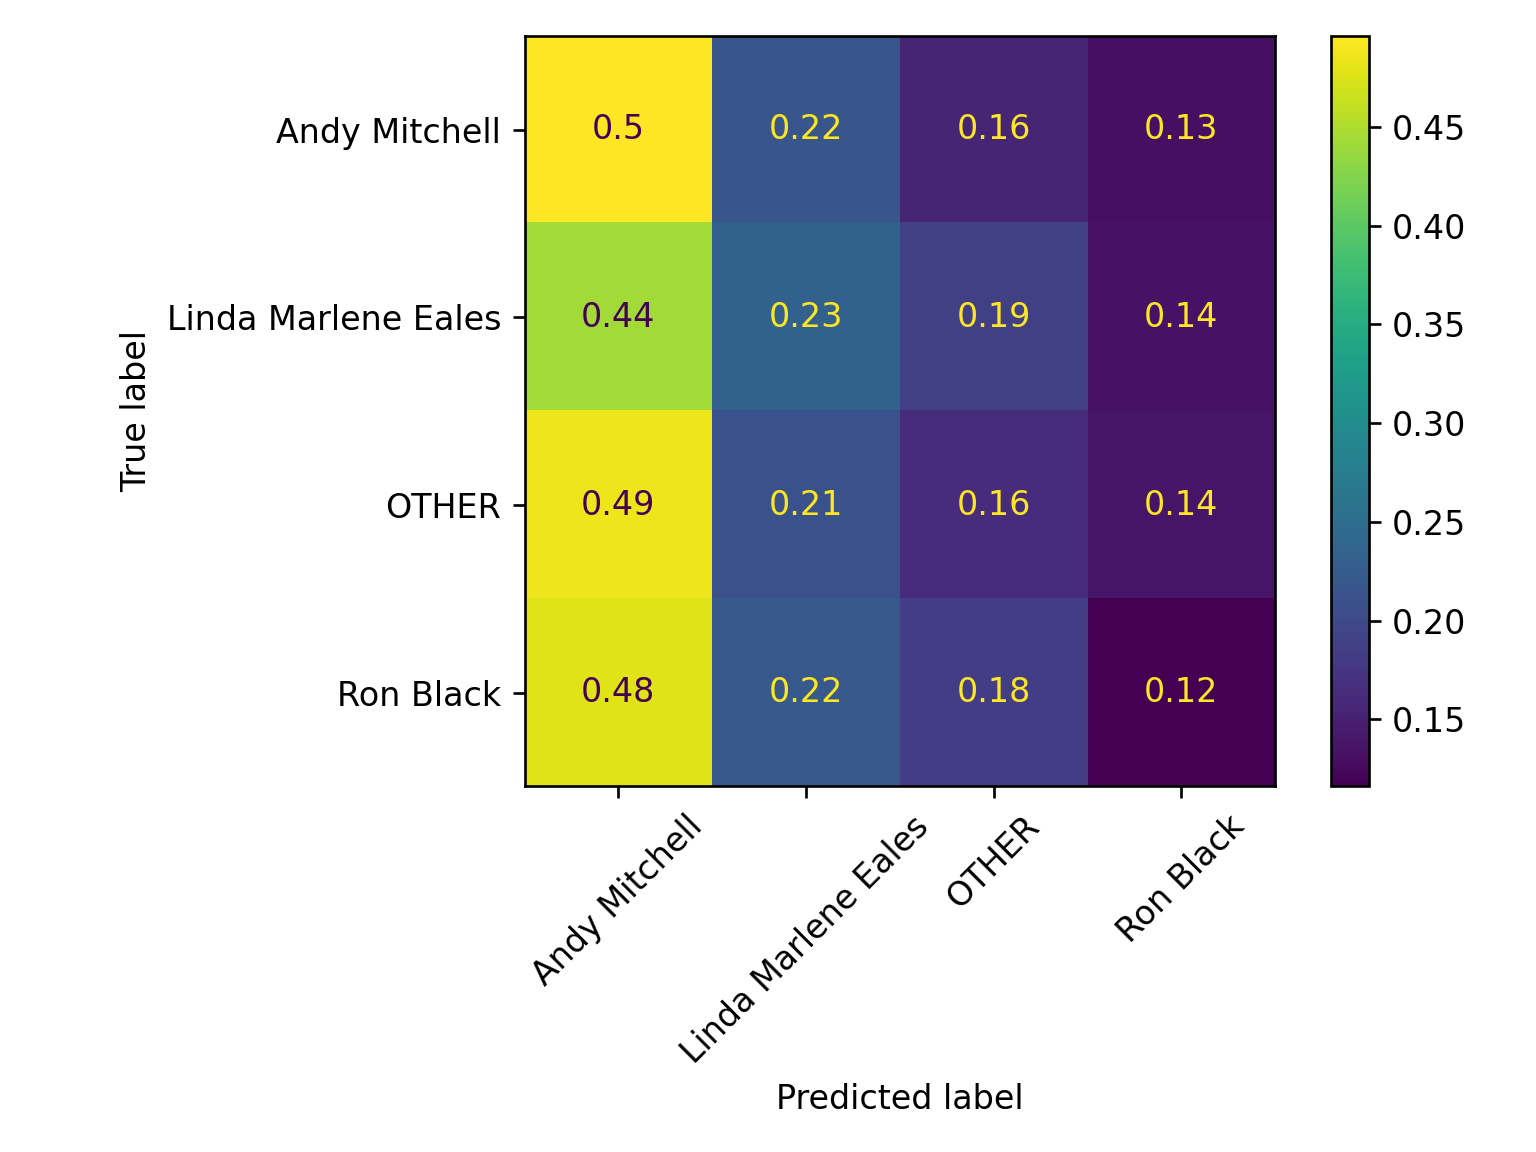 Andy Mitchell 0.5 0.22 0.16 0.13
Linda Marlene Eales 0.44 0.23 0.19 0.14
OTHER 0.49 0.21 0.16 0.14
Ron Black 0.48 0.22 0.18 0.12
True label
Andy Mitchell
Linda Marlene Eales
OTHER
Ron Black
Predicted label
0.45
0.40
0.35
0.30
0.25
0.20
0.15